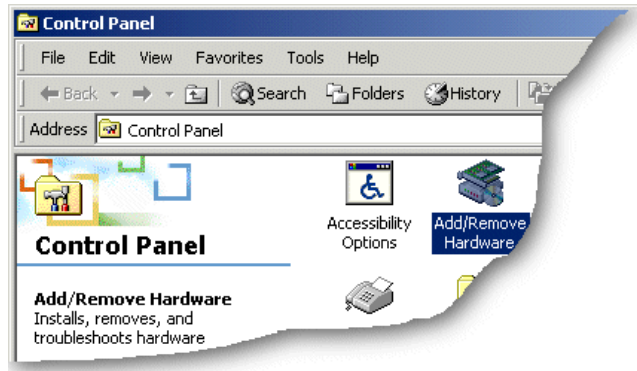 Control Panel
File Edit View Favorites Tools Help
Back Search Folders History
Address Control Panel
Accessibility Options
Add/Remove Hardware
Control Panel
Add/Remove Hardware
Installs, removes, and
troubleshoots hardware